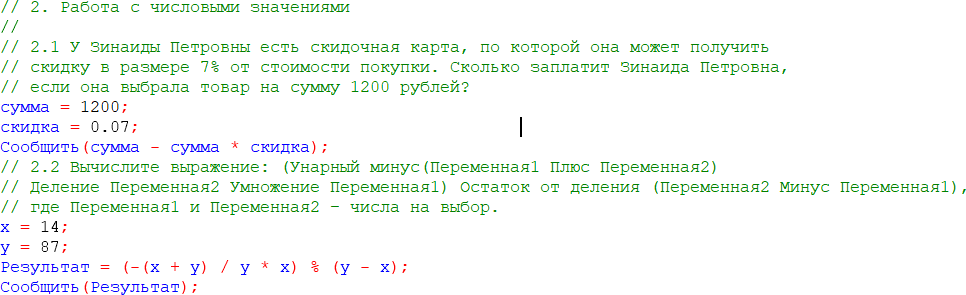 // 2. Работа с числовыми значениями
//
// 2.1 У Зинаиды Петровны есть скидочная карта, по которой она может получить
// скидку в размере 7% от стоимости покупки. Сколько заплатит Зинаида Петровна,
// если она выбрала товар на сумму 1200 рублей?
сумма = 1200;
скидка = 0.07;
Сообщить(сумма - сумма * скидка);
// 2.2 Вычислите выражение: (Унарный минус(Переменная1 Плюс Переменная2)
// Деление Переменная2 Умножение Переменная1) Остаток от деления (Переменная2 Минус Переменная1),
// где Переменная1 и Переменная2 - числа на выбор.
x = 14;
y = 87;
Результат = (-(x + y) / y * x) % (y - x);
Сообщить(Результат);